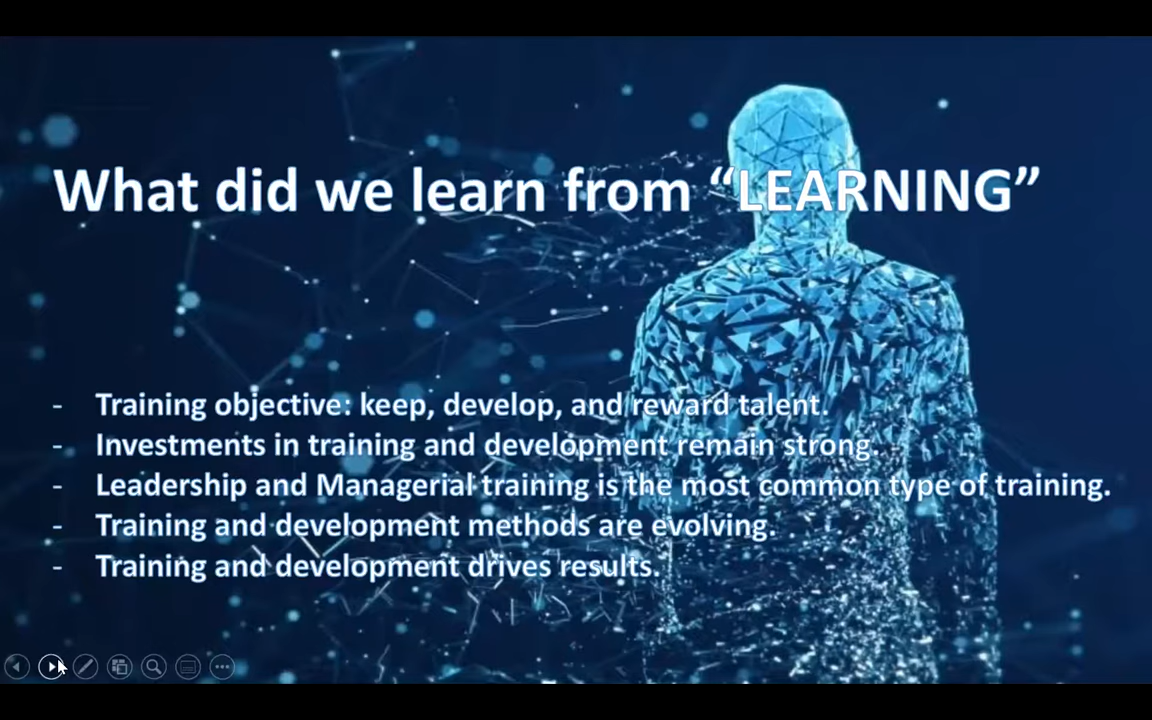 What did we learn from “LEARNING”
- Training objective: keep, develop, and reward talent.
- Investments in training and development remain strong.
- Leadership and Managerial training is the most common type of training.
- Training and development methods are evolving.
- Training and development drives results.